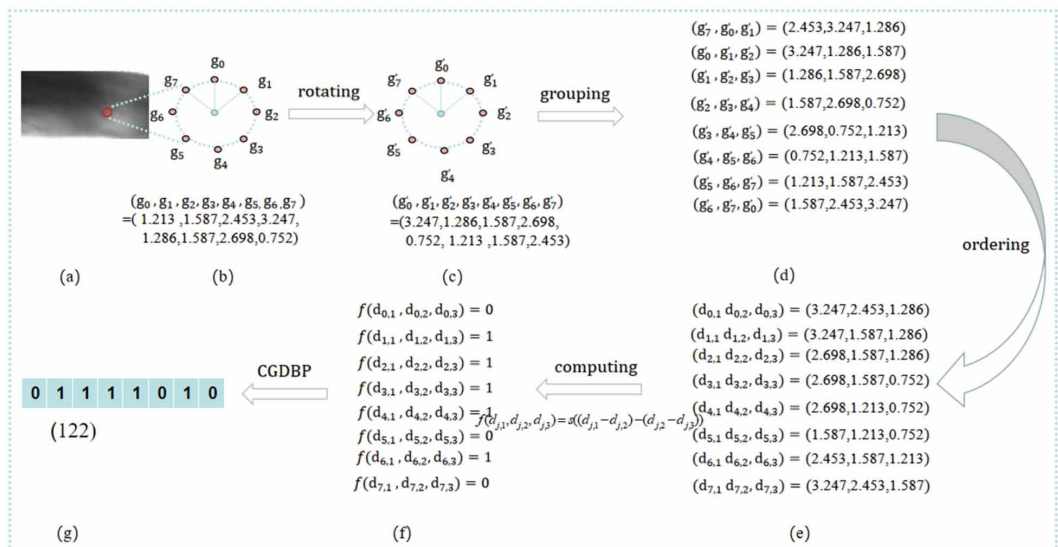 g0
g7
g1
g6
g2
g5
g3
g4
(g0 , g1 , g2 , g3 , g4 , g5, g6 , g7 )
=( 1.213 ,1.587,2.453,3.247,
1.286,1.587,2.698,0.752)
(a)
(b)
rotating
g′0
g′7
g′1
g′6
g′2
g′5
g′3
g′4
(g′0 , g′1 , g′2 , g′3 , g′4 , g′5 , g′6 , g′7)
=(3.247,1.286,1.587,2.698,
0.752, 1.213 ,1.587,2.453)
(c)
grouping
(g′7 , g′0 , g′1) = (2.453,3.247,1.286)
(g′0 , g′1 , g′2) = (3.247,1.286,1.587)
(g′1 , g′2 , g′3) = (1.286,1.587,2.698)
(g′2 , g′3 , g′4) = (1.587,2.698,0.752)
(g′3 , g′4 , g′5) = (2.698,0.752,1.213)
(g′4 , g′5 , g′6) = (0.752,1.213,1.587)
(g′5 , g′6 , g′7) = (1.213,1.587,2.453)
(g′6 , g′7 , g′0) = (1.587,2.453,3.247)
(d)
ordering
(d0,1 d0,2, d0,3) = (3.247,2.453,1.286)
(d1,1 d1,2, d1,3) = (3.247,1.587,1.286)
(d2,1 d2,2, d2,3) = (2.698,1.587,1.286)
(d3,1 d3,2, d3,3) = (2.698,1.587,0.752)
(d4,1 d4,2, d4,3) = (2.698,1.213,0.752)
(d5,1 d5,2, d5,3) = (1.587,1.213,0.752)
(d6,1 d6,2, d6,3) = (2.453,1.587,1.213)
(d7,1 d7,2, d7,3) = (3.247,2.453,1.587)
(e)
computing
f(dj,1, dj,2, dj,3) = s((dj,1 − dj,2) − (dj,2 − dj,3))
f(d0,1 , d0,2, d0,3) = 0
f(d1,1 , d1,2, d1,3) = 1
f(d2,1 , d2,2, d2,3) = 1
f(d3,1 , d3,2, d3,3) = 1
f(d4,1 , d4,2, d4,3) = 1
f(d5,1 , d5,2, d5,3) = 0
f(d6,1 , d6,2, d6,3) = 1
f(d7,1 , d7,2, d7,3) = 0
(f)
CGDBP
0 1 1 1 1 0 1 0
(122)
(g)